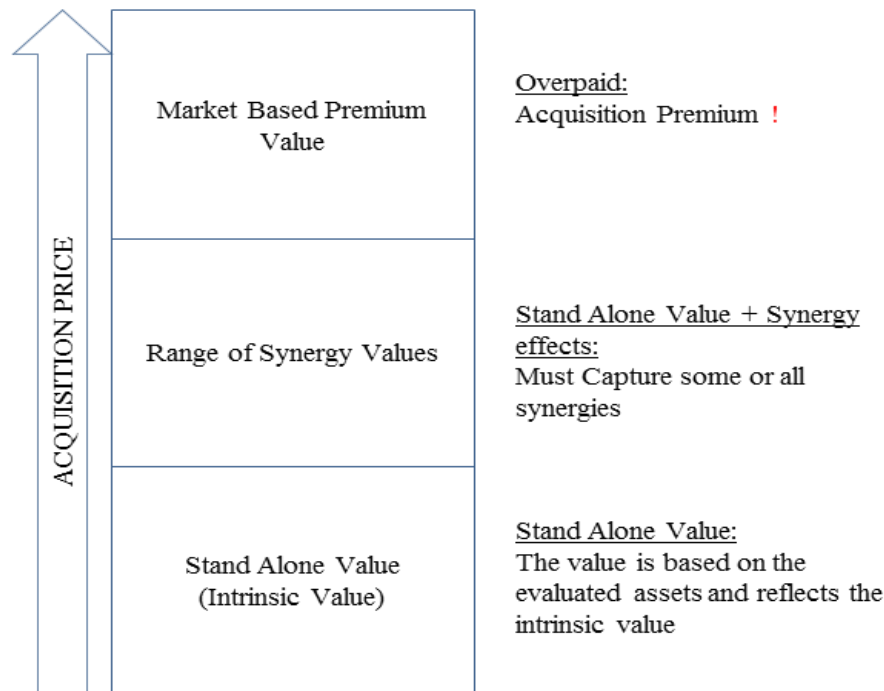 ACQUISITION PRICE
Market Based Premium
Value
Overpaid:
Acquisition Premium !
Range of Synergy Values
Stand Alone Value + Synergy
effects:
Must Capture some or all
synergies
Stand Alone Value
(Intrinsic Value)
Stand Alone Value:
The value is based on the
evaluated assets and reflects the
intrinsic value